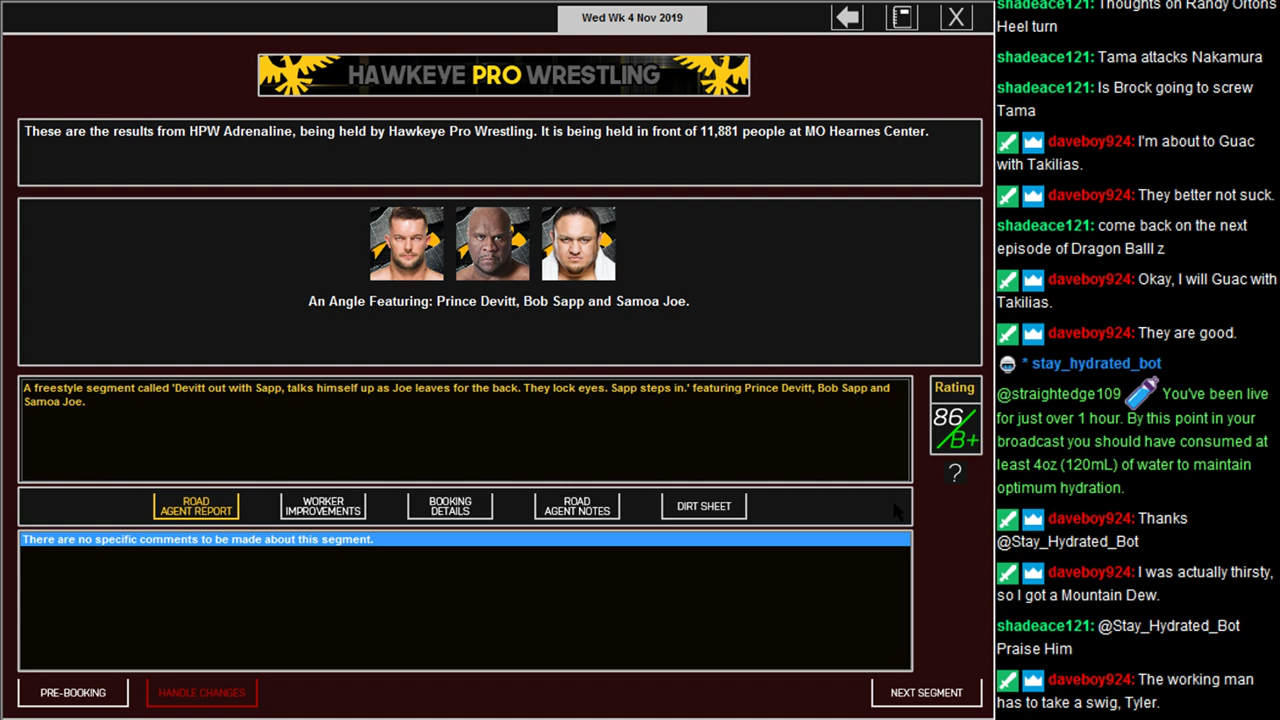 Wed Wk 4 Nov 2019
HAWKEYE PRO WRESTLING
These are the results from HPW Adrenaline, being held by Hawkeye Pro Wrestling. It is being held in front of 11,881 people at MO Hearnes Center.
An Angle Featuring: Prince Devitt, Bob Sapp and Samoa Joe.
A freestyle segment called 'Devitt out with Sapp, talks himself up as Joe leaves for the back. They lock eyes. Sapp steps in.' featuring Prince Devitt, Bob Sapp and
Samoa Joe.
Rating
86/B+
?
ROAD
AGENT REPORT
WORKER
IMPROVEMENTS
BOOKING
DETAILS
ROAD
AGENT NOTES
DIRT SHEET
There are no specific comments to be made about this segment.
PRE-BOOKING
HANDLE CHANGES
NEXT SEGMENT
shadeace121: Thoughts on Randy Ortons
Heel turn
shadeace121: Tama attacks Nakamura
shadeace121: Is Brock going to screw
Tama
daveboy924: I'm about to Guac
with Takilias.
daveboy924: They better not suck.
shadeace121: come back on the next
episode of Dragon Balll z
daveboy924: Okay, I will Guac with
Takilias.
daveboy924: They are good.
* stay_hydrated_bot
@straightedge109 You've been live
for just over 1 hour. By this point in your
broadcast you should have consumed at
least 4oz (120mL) of water to maintain
optimum hydration.
daveboy924: Thanks
@Stay_Hydrated_Bot
daveboy924: I was actually thirsty,
so I got a Mountain Dew.
shadeace121: @Stay_Hydrated_Bot
Praise Him
daveboy924: The working man
has to take a swig, Tyler.